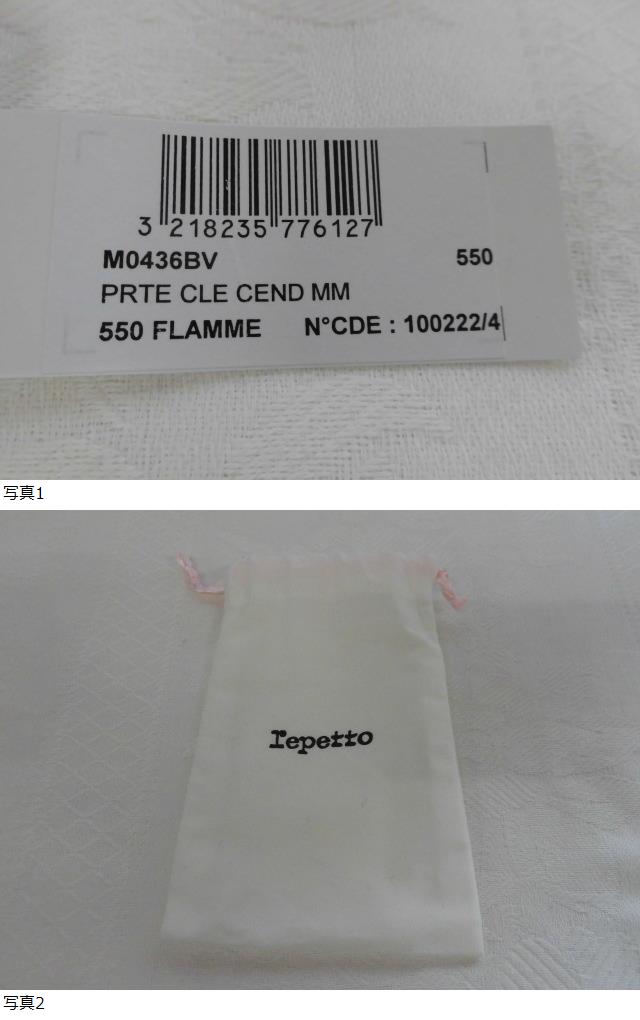 3 218235 776127
M0436BV 550
PRTE CLE CEND MM
550 FLAMME N°CDE : 100222/4
写真1
repetto
写真2